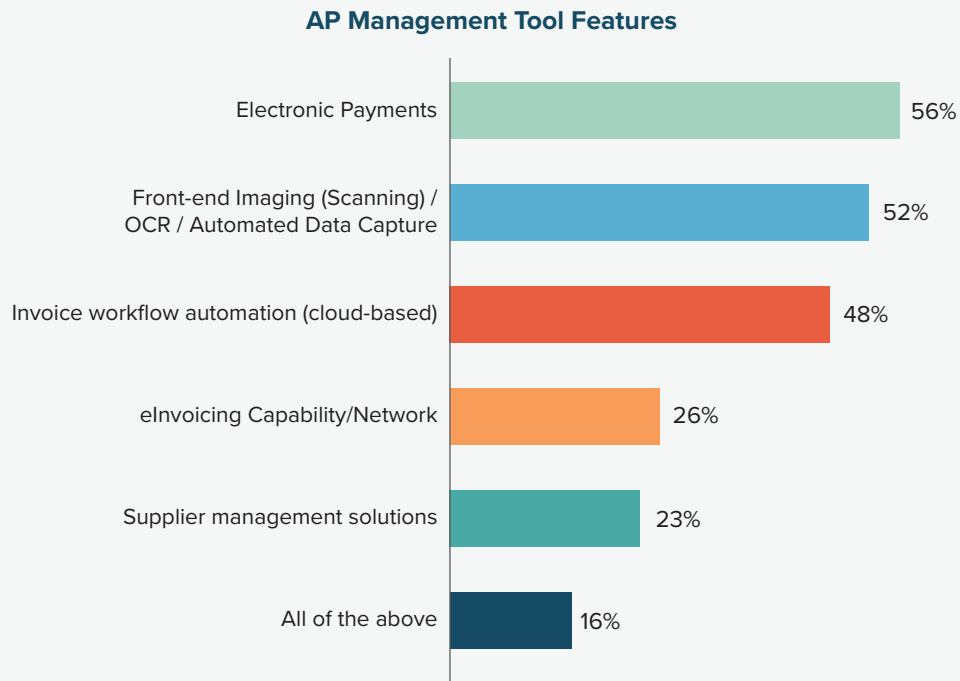 AP Management Tool Features
Electronic Payments
56%
Front-end Imaging (Scanning) /
OCR / Automated Data Capture
52%
Invoice workflow automation (cloud-based)
48%
eInvoicing Capability/Network
26%
Supplier management solutions
23%
All of the above
16%